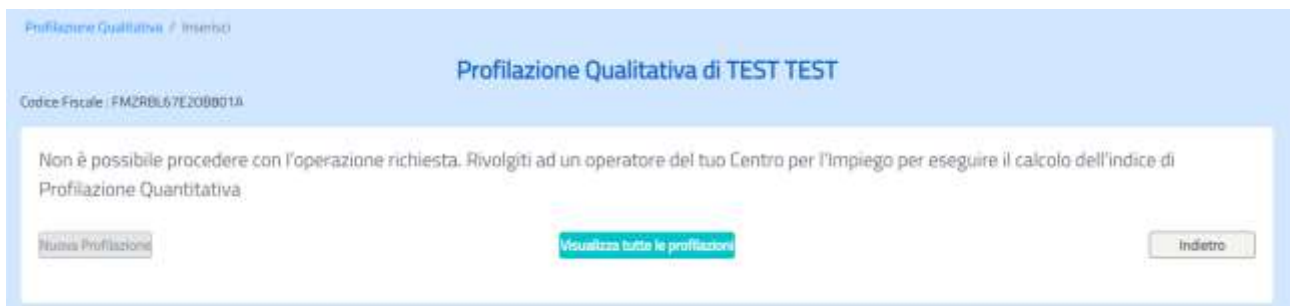 Profilazione Qualitativa / Inserisci
Profilazione Qualitativa di TEST TEST
Codice Fiscale : FMZRBL67E20B801A
Non è possibile procedere con l'operazione richiesta. Rivolgiti ad un operatore del tuo Centro per l'Impiego per eseguire il calcolo dell'indice di
Profilazione Quantitativa
Nuova Profilazione
Visualizza tutte le profilazioni
Indietro